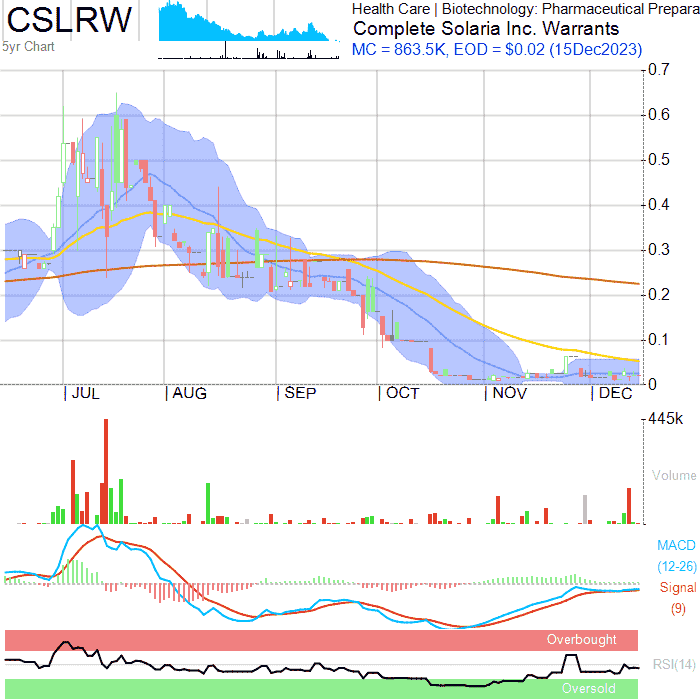 CSLRW
5yr Chart
Health Care | Biotechnology: Pharmaceutical Prepara
Complete Solaria Inc. Warrants
MC = 863.5K, EOD = $0.02 (15Dec2023)
0.7
0.6
0.5
0.4
0.3
0.2
0.1
0
| JUL | AUG | SEP | OCT | NOV | DEC
445k
Volume
MACD
(12-26)
Signal
(9)
Overbought
RSI(14)
Oversold